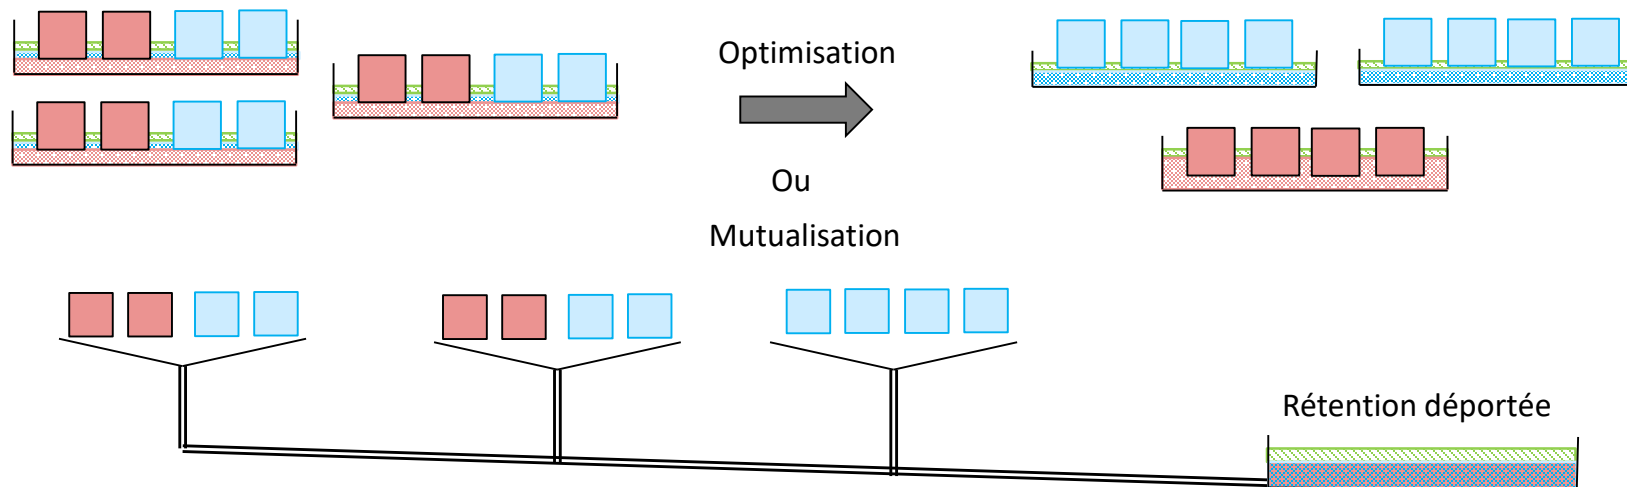 Optimisation
Ou
Mutualisation
Rétention déportée